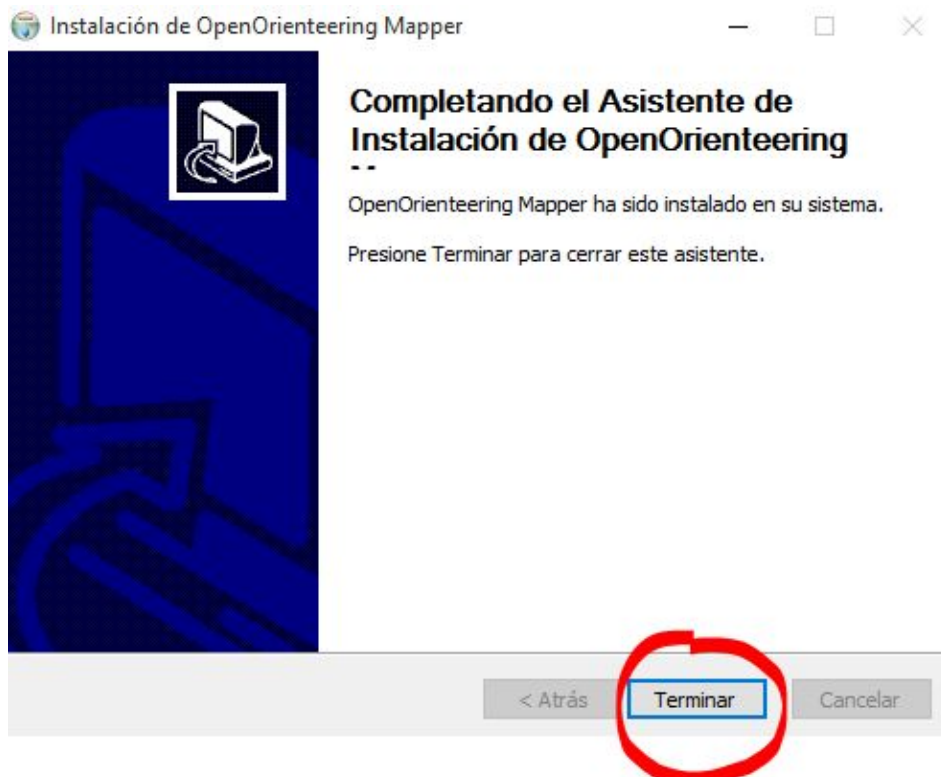 Instalación de OpenOrienteering Mapper
Completando el Asistente de
Instalación de OpenOrienteering
OpenOrienteering Mapper ha sido instalado en su sistema.
Presione Terminar para cerrar este asistente.
< Atrás
Terminar
Cancelar